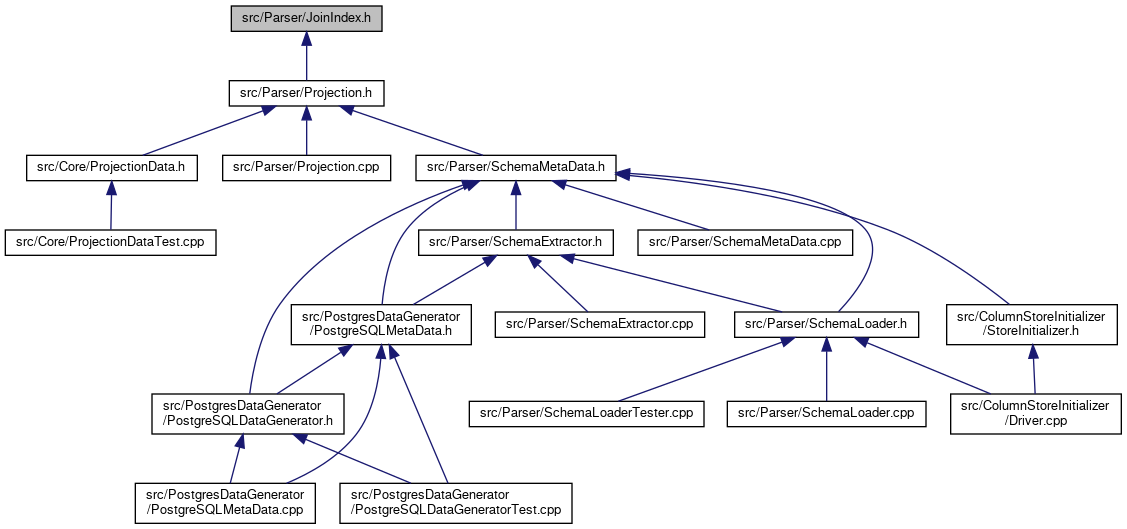 src/Parser/JoinIndex.h
src/Parser/Projection.h
src/Core/ProjectionData.h
src/Parser/Projection.cpp
src/Parser/SchemaMetaData.h
src/Core/ProjectionDataTest.cpp
src/Parser/SchemaExtractor.h
src/Parser/SchemaMetaData.cpp
src/PostgresDataGenerator
/PostgreSQLMetaData.h
src/Parser/SchemaExtractor.cpp
src/Parser/SchemaLoader.h
src/ColumnStoreInitializer
/StoreInitializer.h
src/PostgresDataGenerator
/PostgreSQLDataGenerator.h
src/Parser/SchemaLoaderTester.cpp
src/Parser/SchemaLoader.cpp
src/ColumnStoreInitializer
/Driver.cpp
src/PostgresDataGenerator
/PostgreSQLMetaData.cpp
src/PostgresDataGenerator
/PostgreSQLDataGeneratorTest.cpp